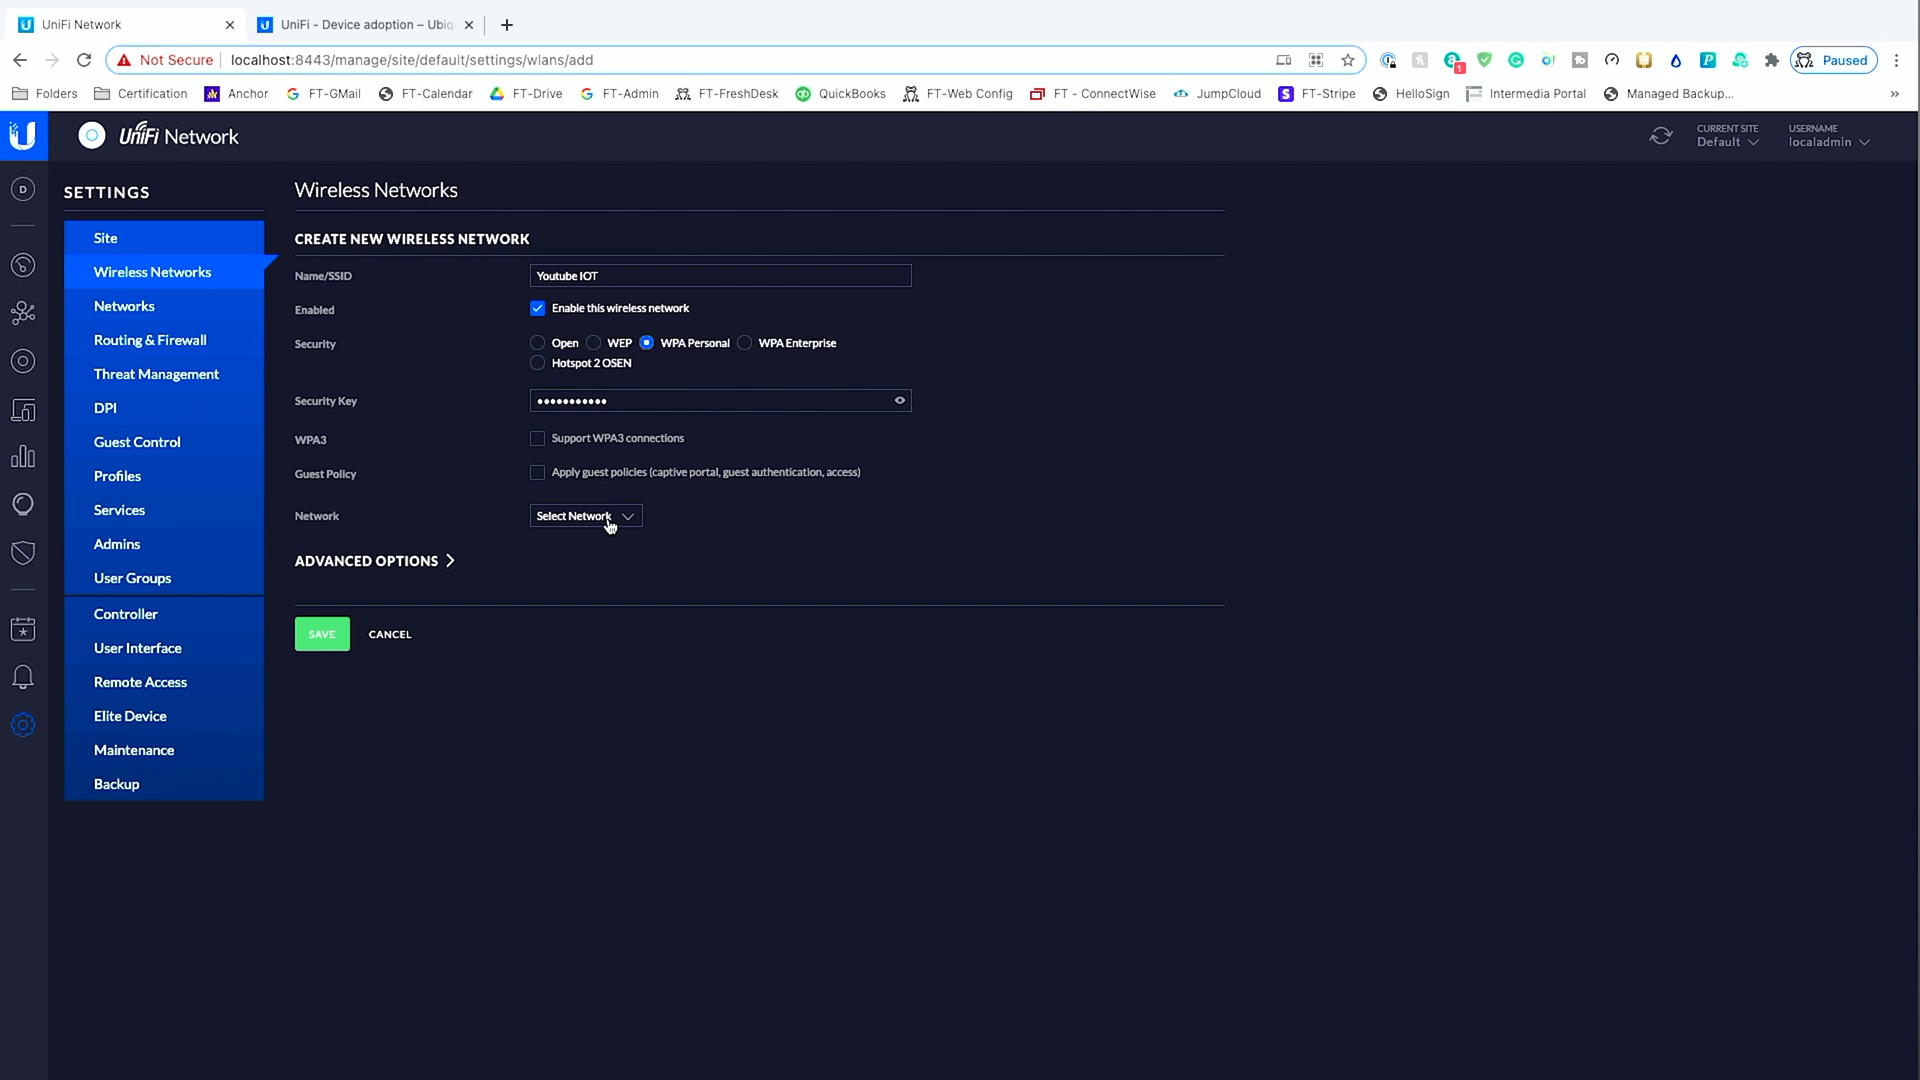 UniFi Network
UniFi - Device adoption – Ubiq
Not Secure localhost:8443/manage/site/default/settings/wlans/add
1
Paused
Folders Certification Anchor FT-GMail FT-Calendar FT-Drive FT-Admin FT-FreshDesk QuickBooks FT-Web Config FT - ConnectWise JumpCloud FT-Stripe HelloSign Intermedia Portal Managed Backup... »
UniFi Network
CURRENT SITE
Default
USERNAME
localadmin
D
SETTINGS
Site
Wireless Networks
Networks
Routing & Firewall
Threat Management
DPI
Guest Control
Profiles
Services
Admins
User Groups
Controller
User Interface
Remote Access
Elite Device
Maintenance
Backup
Wireless Networks
CREATE NEW WIRELESS NETWORK
Name/SSID Youtube IOT
Enabled Enable this wireless network
Security Open WEP WPA Personal WPA Enterprise
Hotspot 2 OSEN
Security Key •••••••••••
WPA3 Support WPA3 connections
Guest Policy Apply guest policies (captive portal, guest authentication, access)
Network Select Network
ADVANCED OPTIONS
SAVE CANCEL